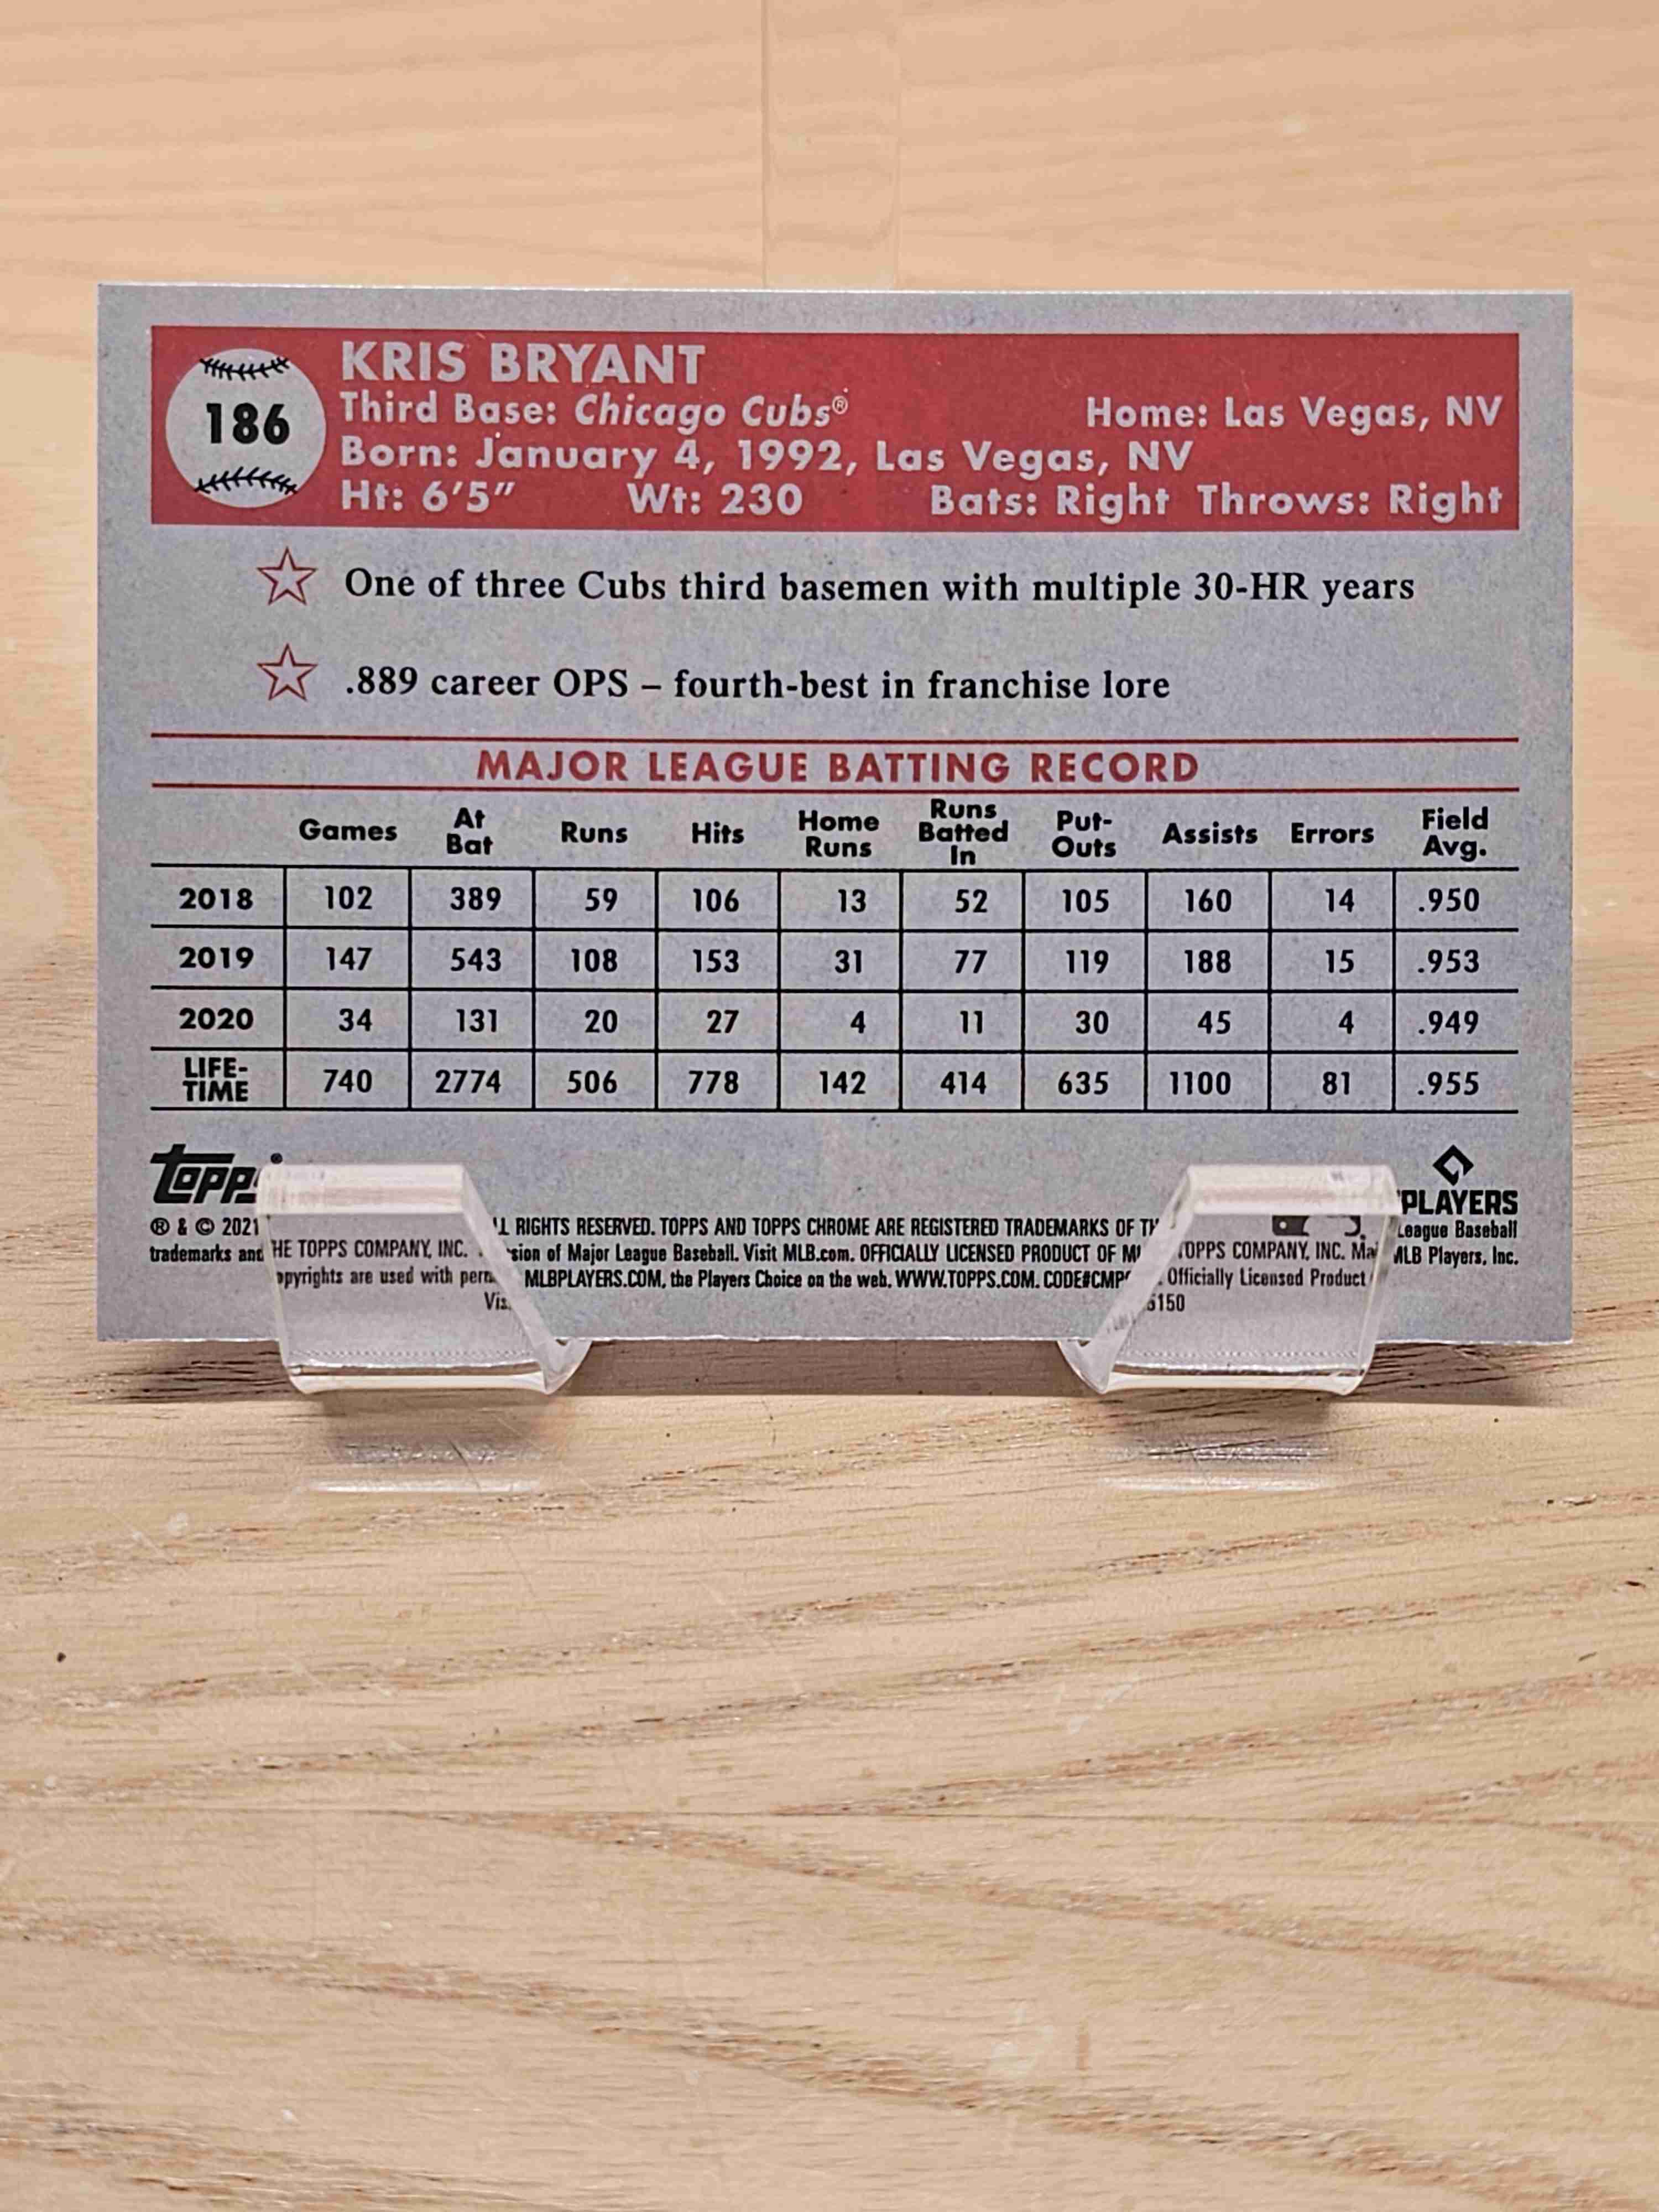 186
KRIS BRYANT
Third Base: Chicago Cubs® Home: Las Vegas, NV
Born: January 4, 1992, Las Vegas, NV
Ht: 6'5" Wt: 230 Bats: Right Throws: Right
☆ One of three Cubs third basemen with multiple 30-HR years
☆ .889 career OPS – fourth-best in franchise lore
MAJOR LEAGUE BATTING RECORD
Games At Bat Runs Hits Home Runs Runs Batted In Put-Outs Assists Errors Field Avg.
2018 102 389 59 106 13 52 105 160 14 .950
2019 147 543 108 153 31 77 119 188 15 .953
2020 34 131 20 27 4 11 30 45 4 .949
LIFE-TIME 740 2774 506 778 142 414 635 1100 81 .955
topps® PLAYERS
® & © 2021 HE TOPPS COMPANY, INC. RIGHTS RESERVED. TOPPS AND TOPPS CHROME ARE REGISTERED TRADEMARKS OF TOPPS COMPANY, INC. League Baseball
trademarks and opyrights are used with sion of Major League Baseball. Visit MLB.com. OFFICIALLY LICENSED PRODUCT OF Officially Licensed Product MLB Players, Inc.
MLBPLAYERS.COM, the Players Choice on the web. WWW.TOPPS.COM. 5150